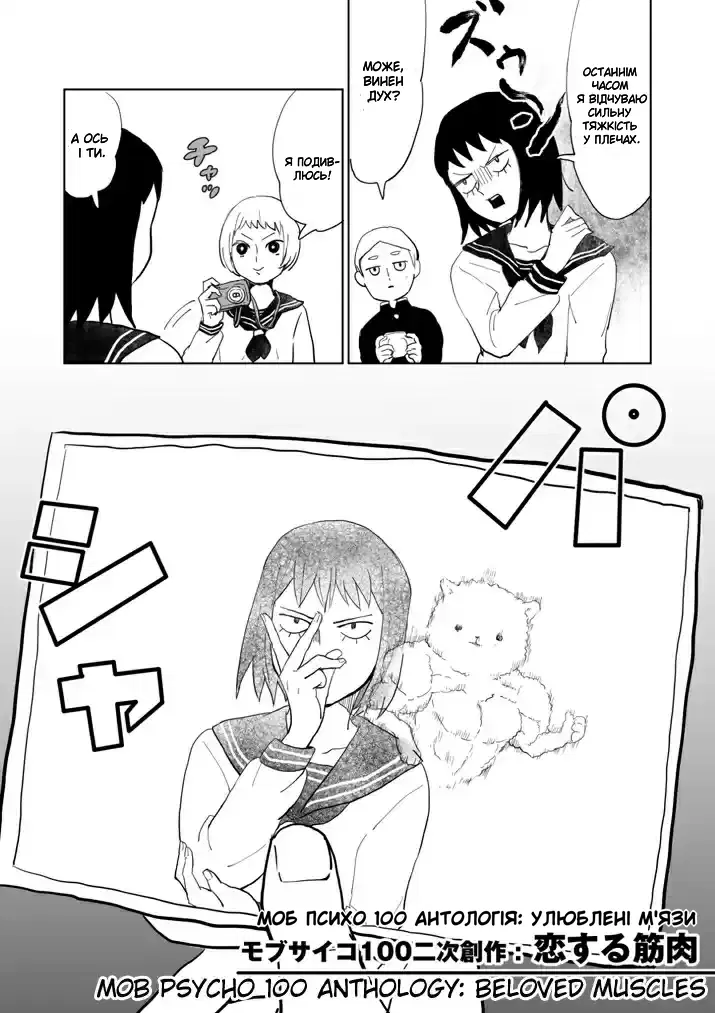 ズゥ
ОСТАННІМ
ЧАСОМ
Я ВІДЧУВАЮ
СИЛЬНУ
ТЯЖКІСТЬ
У ПЛЕЧАХ.
МОЖЕ,
ВИНЕН
ДУХ?
Я ПОДИВ-
ЛЮСЬ!
チャッ
А ОСЬ
І ТИ.
パ
シ
ャ
МОБ ПСИХО 100 АНТОЛОГІЯ: УЛЮБЛЕНІ М'ЯЗИ
モブサイコ100二次創作：恋する筋肉
MOB PSYCHO 100 ANTHOLOGY: BELOVED MUSCLES